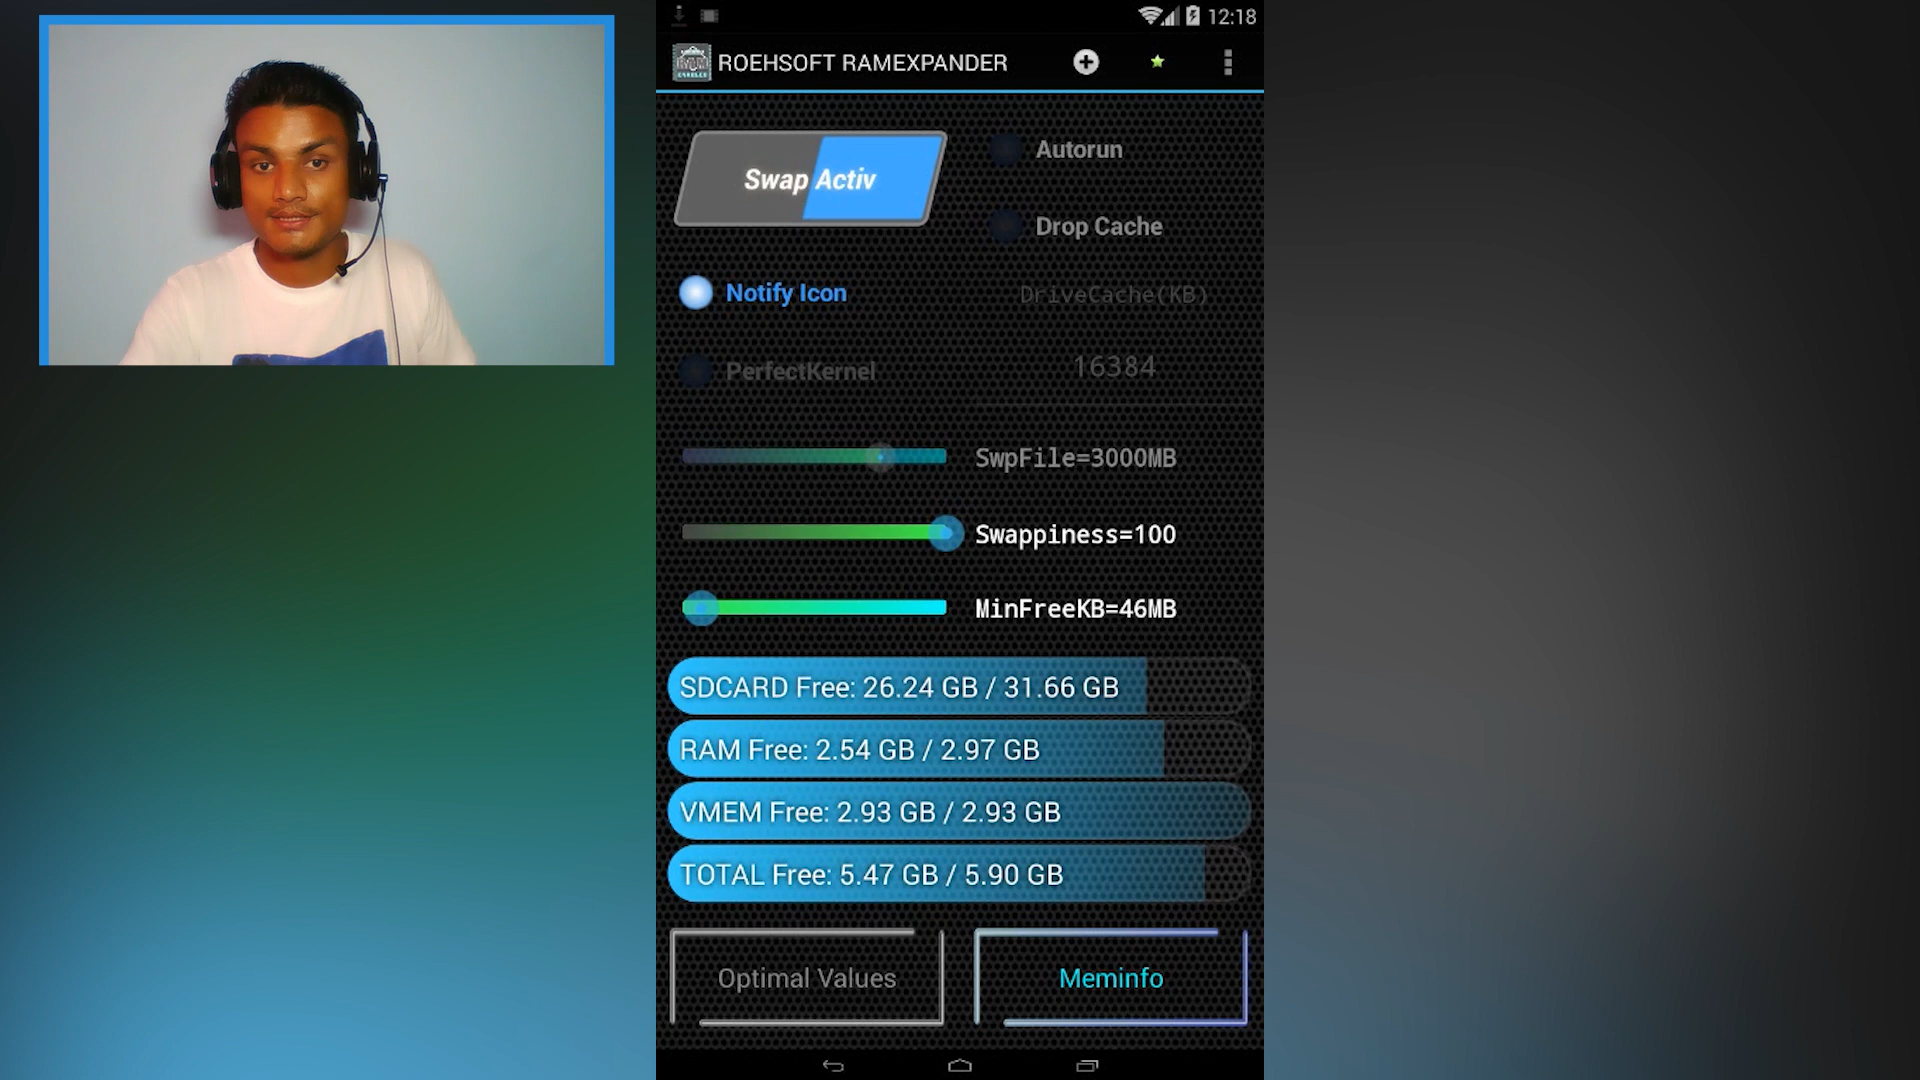 12:18
ROEHSOFT RAMEXPANDER
Swap Activ
Autorun
Drop Cache
Notify Icon
DriveCache(KB)
PerfectKernel
16384
SwpFile=3000MB
Swappiness=100
MinFreeKB=46MB
SDCARD Free: 26.24 GB / 31.66 GB
RAM Free: 2.54 GB / 2.97 GB
VMEM Free: 2.93 GB / 2.93 GB
TOTAL Free: 5.47 GB / 5.90 GB
Optimal Values
Meminfo